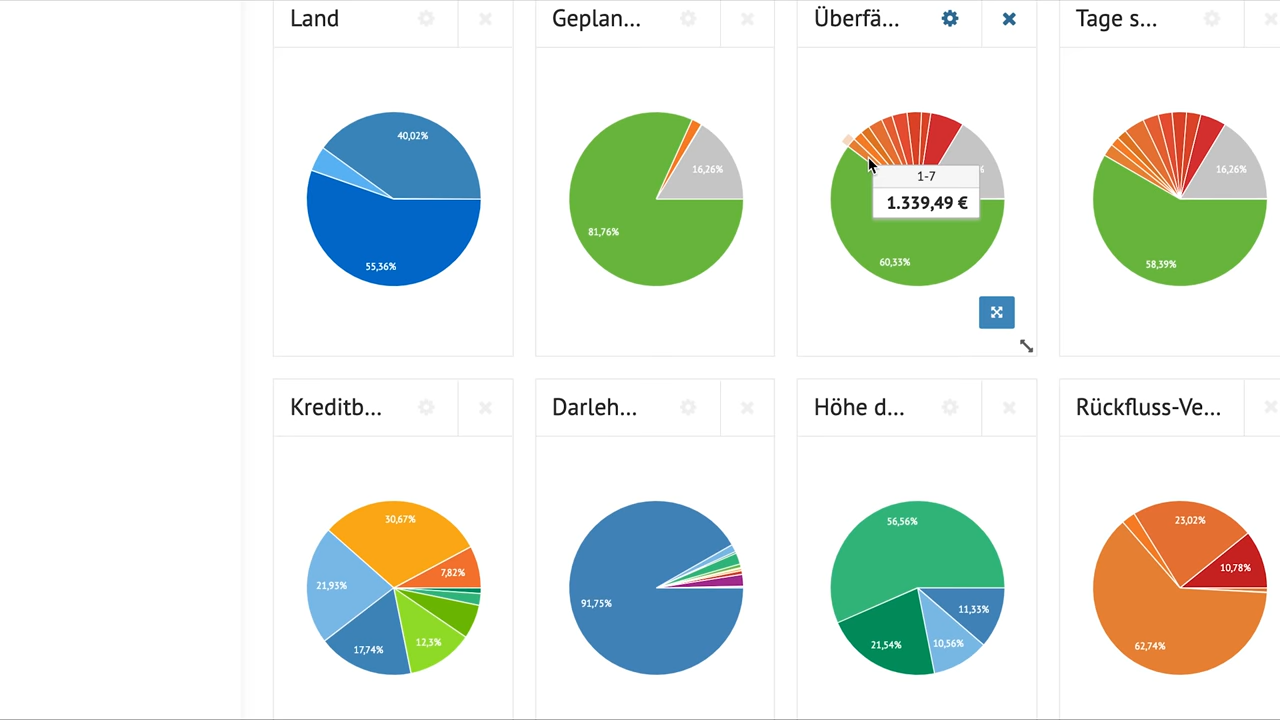 Land
Geplan...
Überfä...
Tage s...
40,02%
55,36%
16,26%
81,76%
1-7
1.339,49 €
60,33%
16,26%
58,39%
Kreditb...
Darleh...
Höhe d...
Rückfluss-Ve...
30,67%
7,82%
21,93%
17,74%
12,3%
91,75%
56,56%
11,33%
21,54%
10,56%
23,02%
10,78%
62,74%